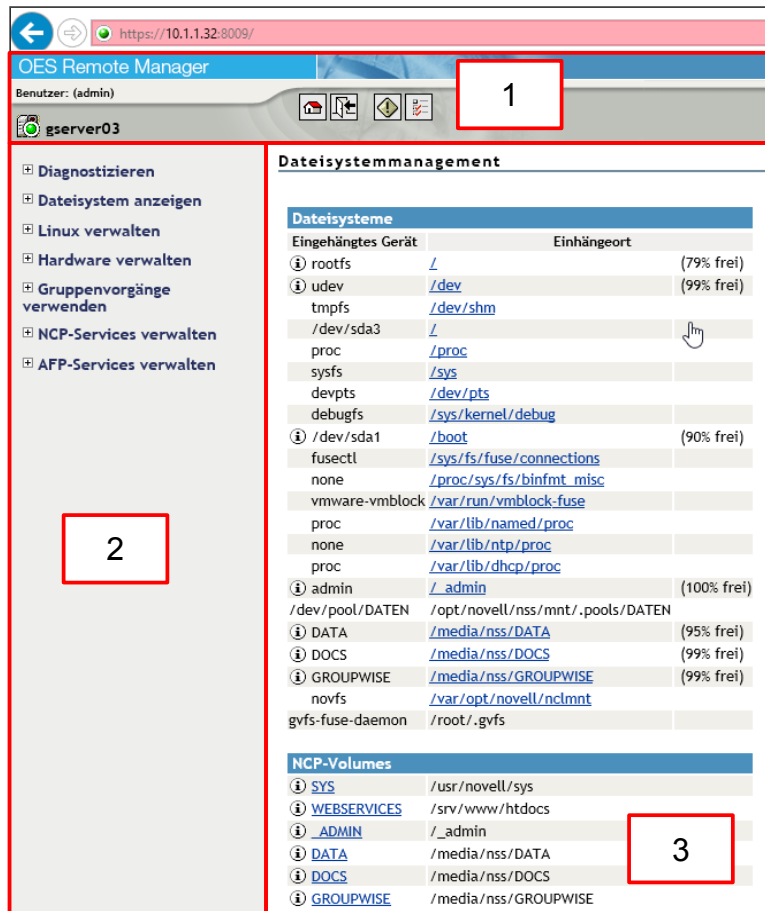 https://10.1.1.32:8009/
OES Remote Manager
Benutzer: (admin)
1
gserver03
Diagnostizieren
Dateisystem anzeigen
Linux verwalten
Hardware verwalten
Gruppenvorgänge
verwenden
NCP-Services verwalten
AFP-Services verwalten
2
Dateisystemmanagement
Dateisysteme
Eingehängtes Gerät Einhängeort
rootfs / (79% frei)
udev /dev (99% frei)
tmpfs /dev/shm
/dev/sda3 /
proc /proc
sysfs /sys
devpts /dev/pts
debugfs /sys/kernel/debug
/dev/sda1 /boot (90% frei)
fusectl /sys/fs/fuse/connections
none /proc/sys/fs/binfmt_misc
vmware-vmblock /var/run/vmblock-fuse
proc /var/lib/named/proc
none /var/lib/ntp/proc
proc /var/lib/dhcp/proc
admin /_admin (100% frei)
/dev/pool/DATEN /opt/novell/nss/mnt/.pools/DATEN
DATA /media/nss/DATA (95% frei)
DOCS /media/nss/DOCS (99% frei)
GROUPWISE /media/nss/GROUPWISE (99% frei)
novfs /var/opt/novell/nclmnt
gvfs-fuse-daemon /root/.gvfs
NCP-Volumes
SYS /usr/novell/sys
WEBSERVICES /srv/www/htdocs
_ADMIN /_admin
DATA /media/nss/DATA
DOCS /media/nss/DOCS
GROUPWISE /media/nss/GROUPWISE
3